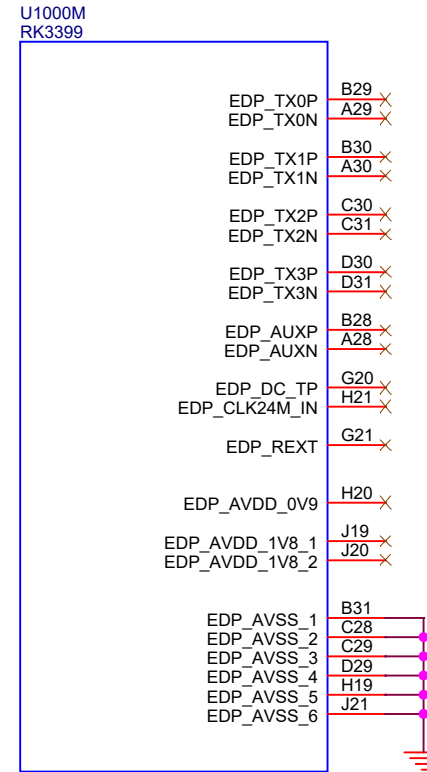 U1000M
RK3399
EDP_TX0P B29
EDP_TX0N A29
EDP_TX1P B30
EDP_TX1N A30
EDP_TX2P C30
EDP_TX2N C31
EDP_TX3P D30
EDP_TX3N D31
EDP_AUXP B28
EDP_AUXN A28
EDP_DC_TP G20
EDP_CLK24M_IN H21
EDP_REXT G21
EDP_AVDD_0V9 H20
EDP_AVDD_1V8_1 J19
EDP_AVDD_1V8_2 J20
EDP_AVSS_1 B31
EDP_AVSS_2 C28
EDP_AVSS_3 C29
EDP_AVSS_4 D29
EDP_AVSS_5 H19
EDP_AVSS_6 J21